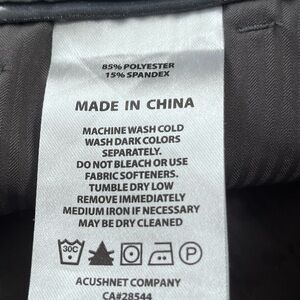 85% POLYESTER
15% SPANDEX
MADE IN CHINA
MACHINE WASH COLD
WASH DARK COLORS
SEPARATELY.
DO NOT BLEACH OR USE
FABRIC SOFTENERS.
TUMBLE DRY LOW
REMOVE IMMEDIATELY
MEDIUM IRON IF NECESSARY
MAY BE DRY CLEANED
30C P
ACUSHNET COMPANY
CA#28544